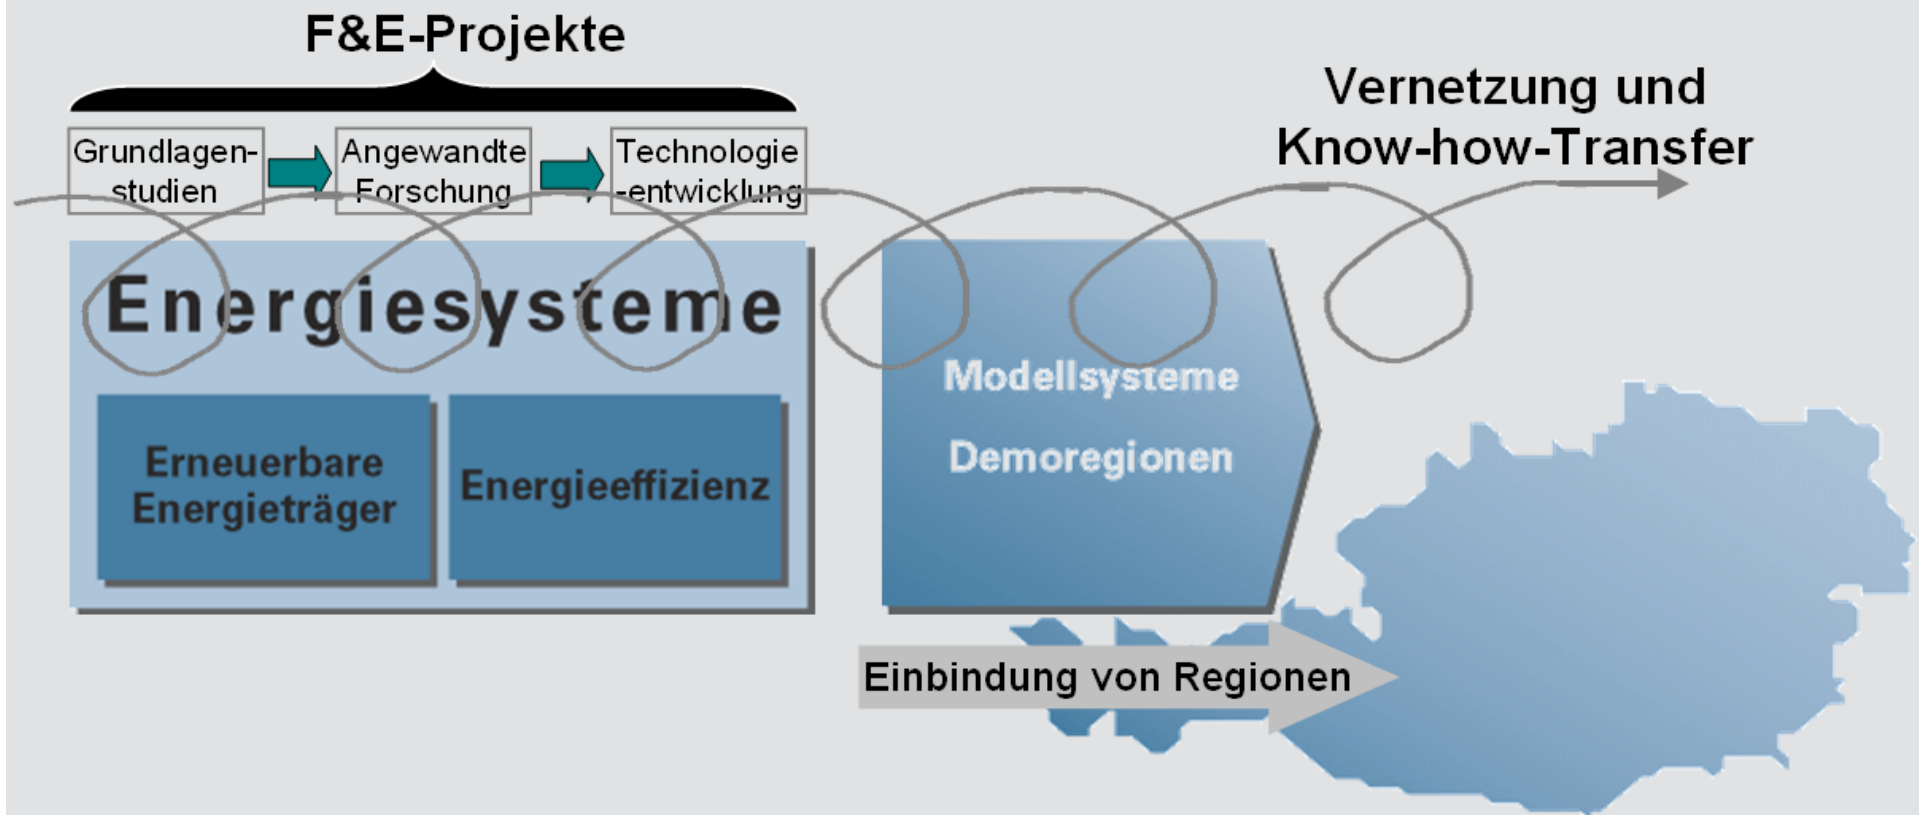 F&E-Projekte
Vernetzung und
Know-how-Transfer
Grundlagen-
studien
Angewandte
Forschung
Technologie
-entwicklung
Energiesysteme
Erneuerbare
Energieträger
Energieeffizienz
Modellsysteme
Demoregionen
Einbindung von Regionen